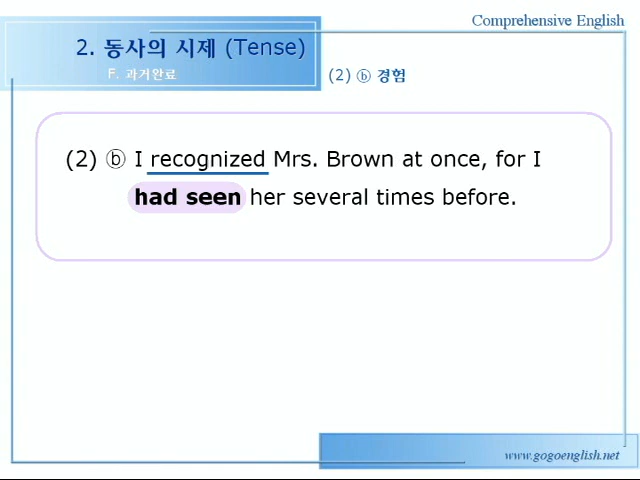 Comprehensive English
2. 동사의 시제 (Tense)
F. 과거완료
(2) ⓑ 경험
(2) ⓑ I recognized Mrs. Brown at once, for I
had seen her several times before.
www.gogoenglish.net